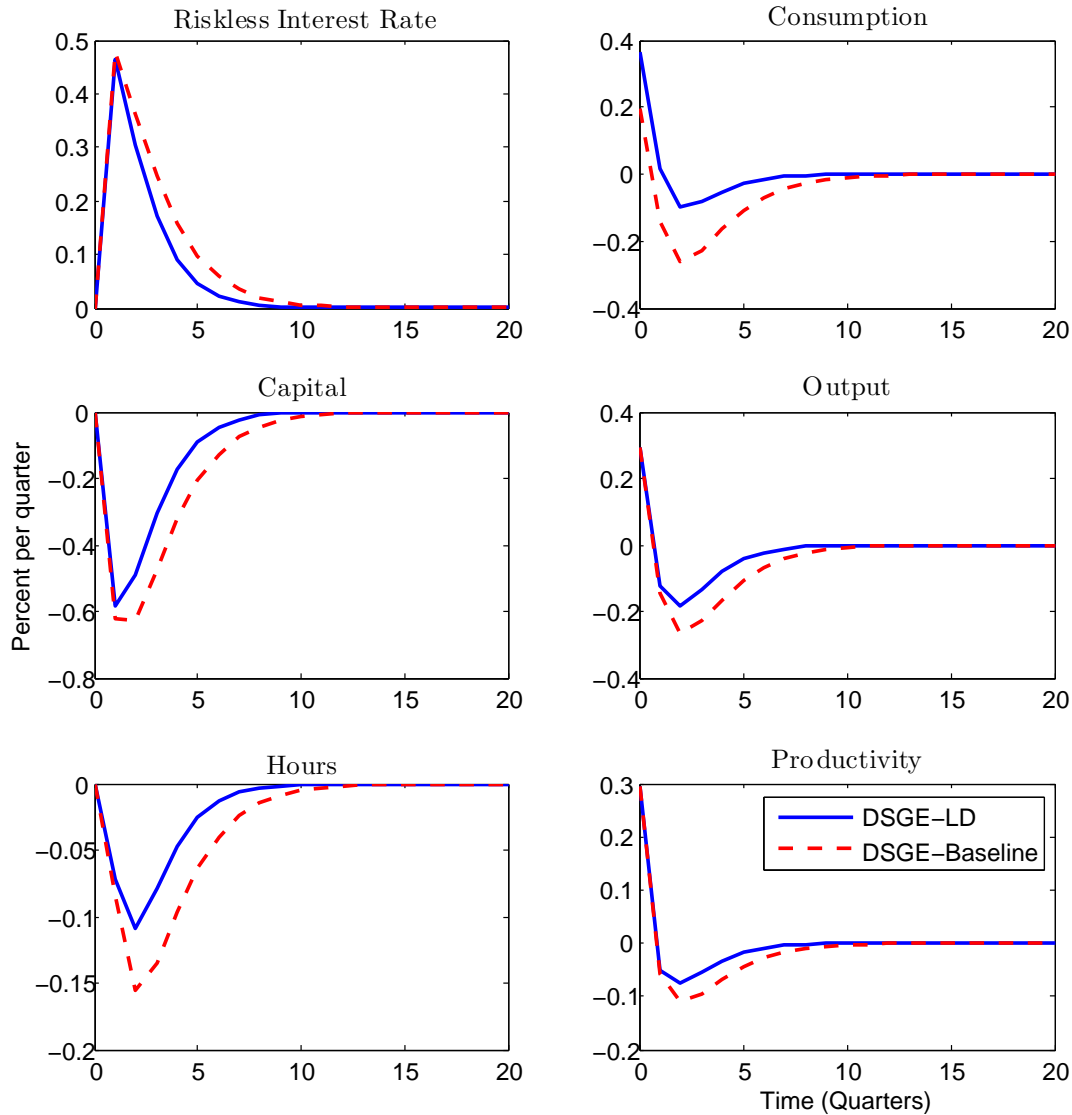 Riskless Interest Rate
0.5
0.4
0.3
0.2
0.1
0
0 5 10 15 20
Consumption
0.4
0.2
0
−0.2
−0.4
0 5 10 15 20
Capital
0
−0.2
−0.4
−0.6
−0.8
0 5 10 15 20
Percent per quarter
Output
0.4
0.2
0
−0.2
−0.4
0 5 10 15 20
Hours
0
−0.05
−0.1
−0.15
−0.2
0 5 10 15 20
Productivity
0.3
0.2
0.1
0
−0.1
−0.2
0 5 10 15 20
DSGE−LD
DSGE−Baseline
Time (Quarters)